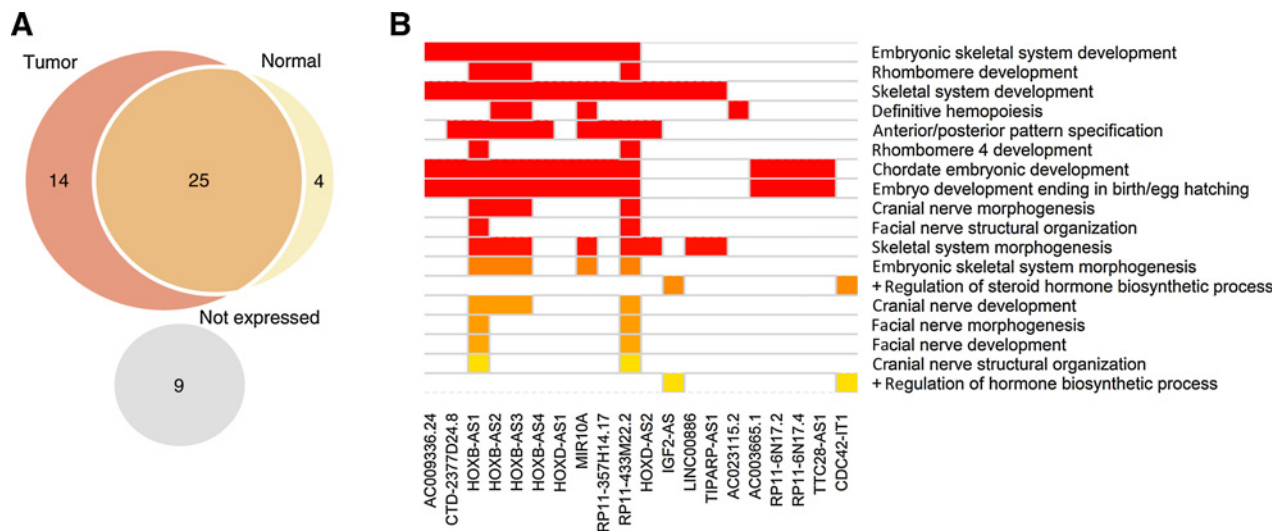 A
Tumor
Normal
14
25
4
Not expressed
9
B
Embryonic skeletal system development
Rhombomere development
Skeletal system development
Definitive hemopoiesis
Anterior/posterior pattern specification
Rhombomere 4 development
Chordate embryonic development
Embryo development ending in birth/egg hatching
Cranial nerve morphogenesis
Facial nerve structural organization
Skeletal system morphogenesis
Embryonic skeletal system morphogenesis
+ Regulation of steroid hormone biosynthetic process
Cranial nerve development
Facial nerve morphogenesis
Facial nerve development
Cranial nerve structural organization
+ Regulation of hormone biosynthetic process
AC009336.24
CTD-2377D24.8
HOXB-AS1
HOXB-AS2
HOXB-AS3
HOXB-AS4
HOXD-AS1
MIR10A
RP11-357H14.17
RP11-433M22.2
HOXD-AS2
IGF2-AS
LINC00886
TIPARP-AS1
AC023115.2
AC003665.1
RP11-6N17.2
RP11-6N17.4
TTC28-AS1
CDC42-IT1